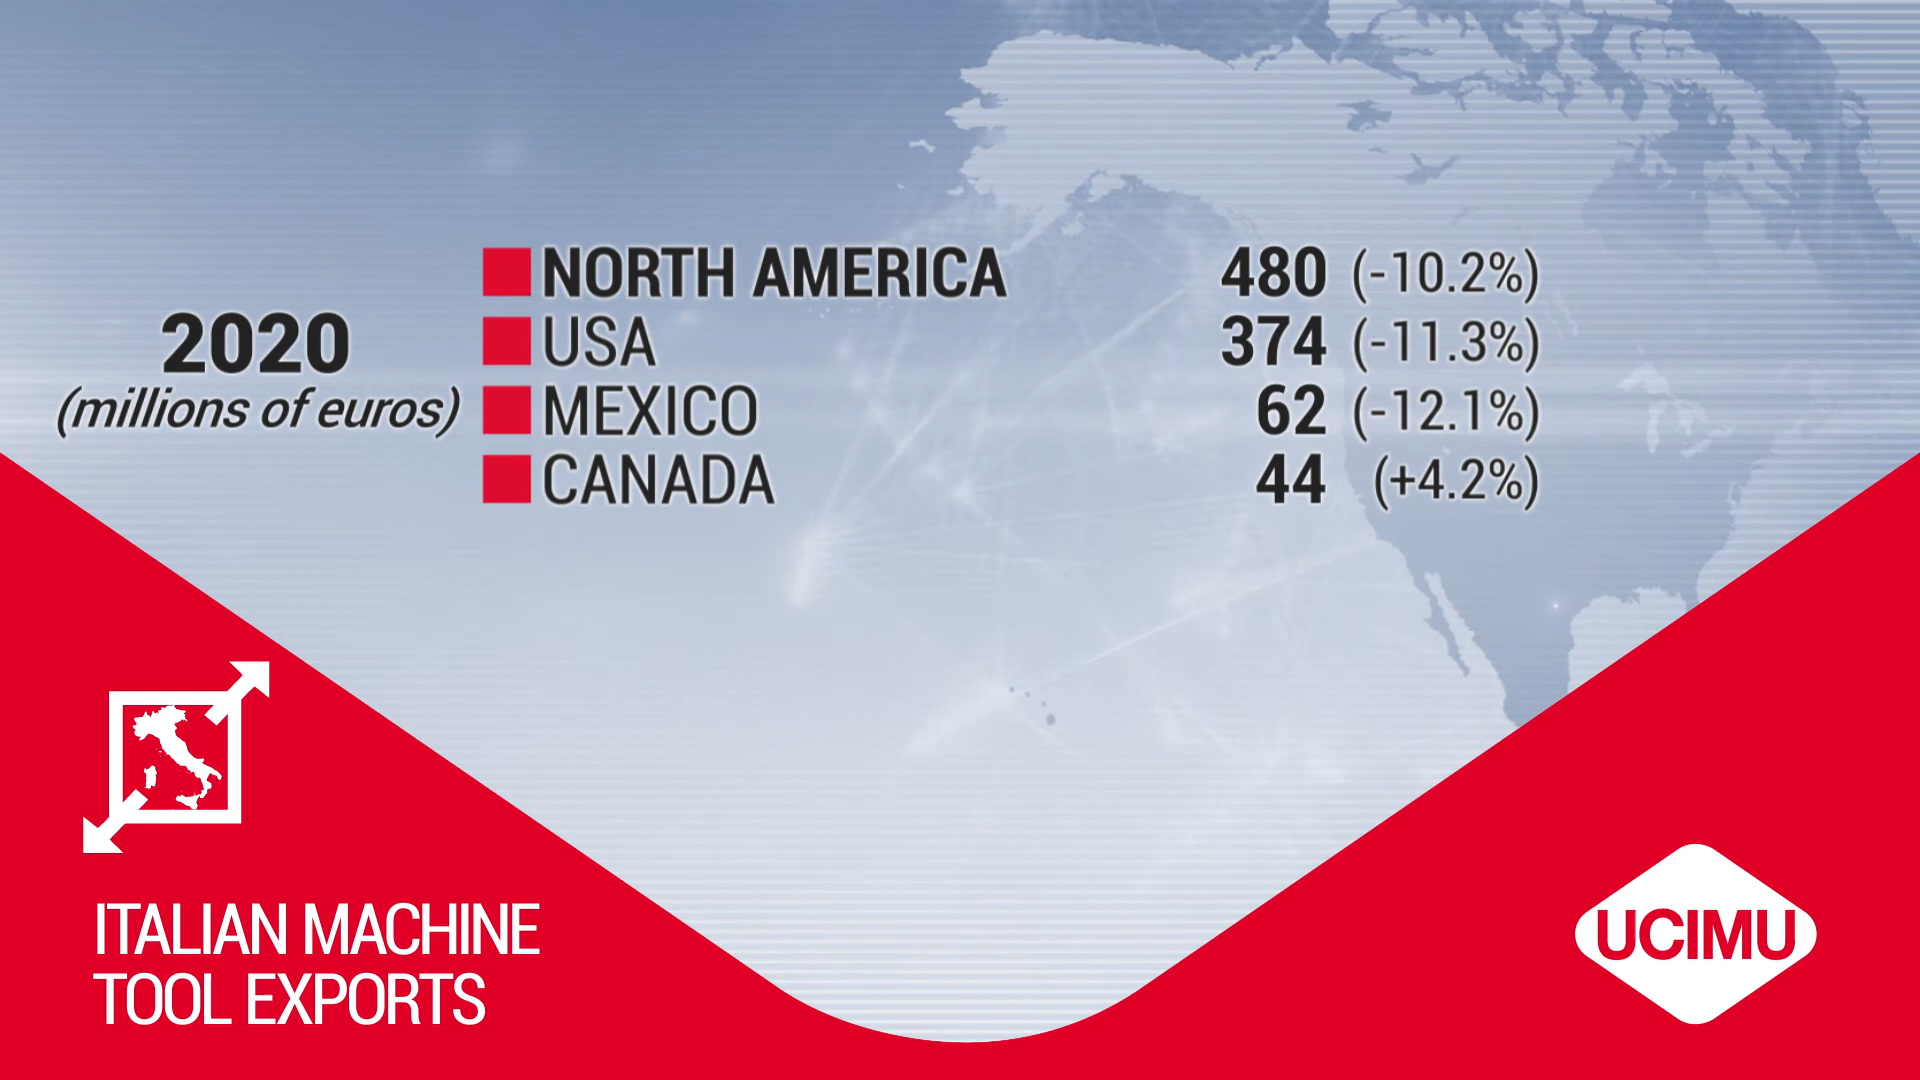 2020
(millions of euros)
NORTH AMERICA 480 (-10.2%)
USA 374 (-11.3%)
MEXICO 62 (-12.1%)
CANADA 44 (+4.2%)
ITALIAN MACHINE
TOOL EXPORTS
UCIMU